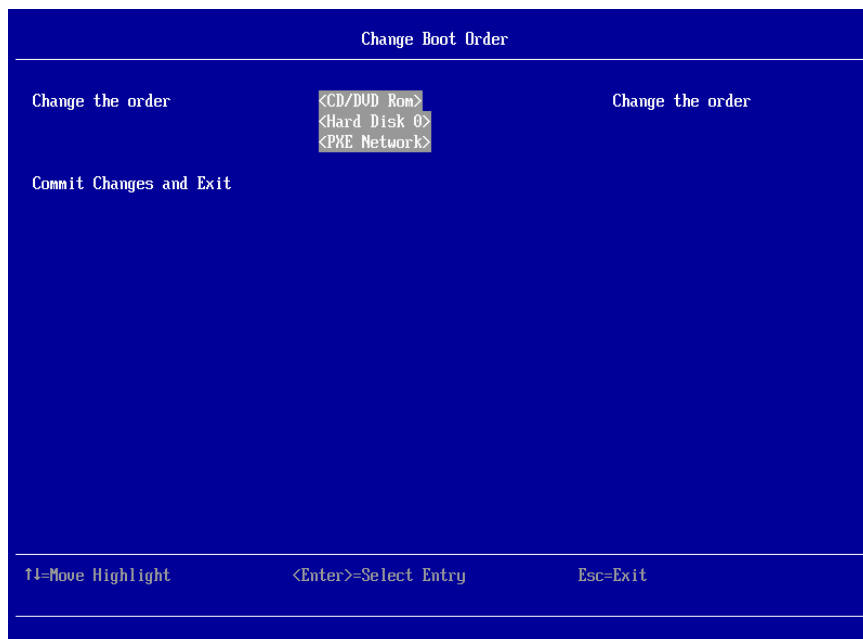 Change Boot Order
Change the order <CD/DVD Rom> Change the order
<Hard Disk 0>
<PXE Network>
Commit Changes and Exit
↑↓=Move Highlight <Enter>=Select Entry Esc=Exit